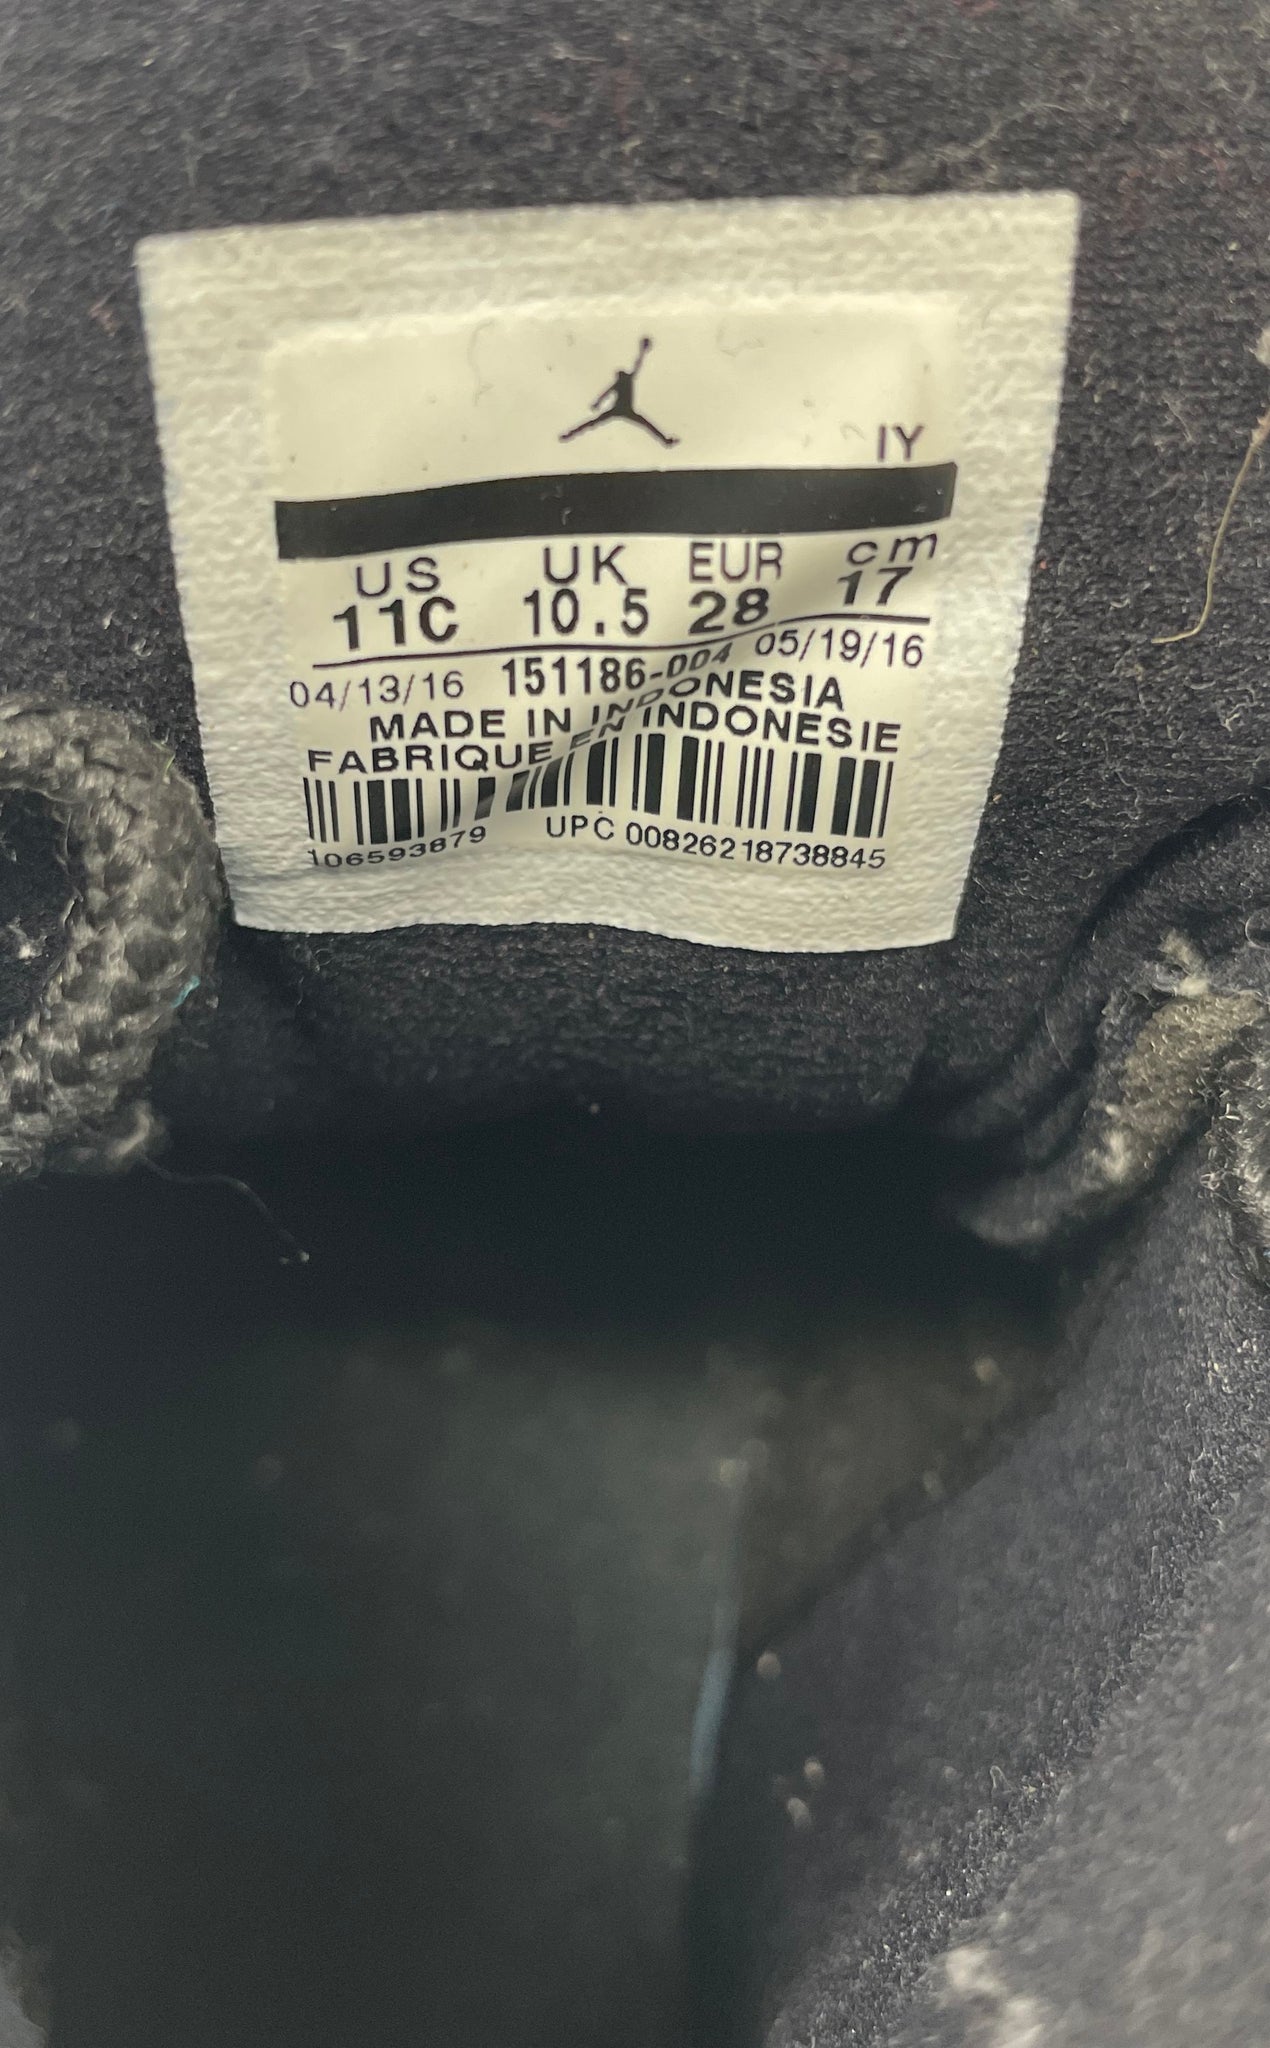 IY
US UK EUR cm
11C 10.5 28 17
04/13/16 151186-004 05/19/16
MADE IN INDONESIA
FABRIQUE EN INDONESIE
106593879 UPC 00826218738845